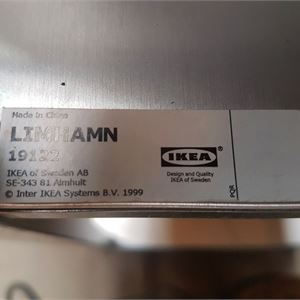 Made in China
LIMHAMN
IKEA of Sweden AB
SE-343 81 Älmhult
© Inter IKEA Systems B.V. 1999
IKEA
Design and Quality
IKEA of Sweden
PQR